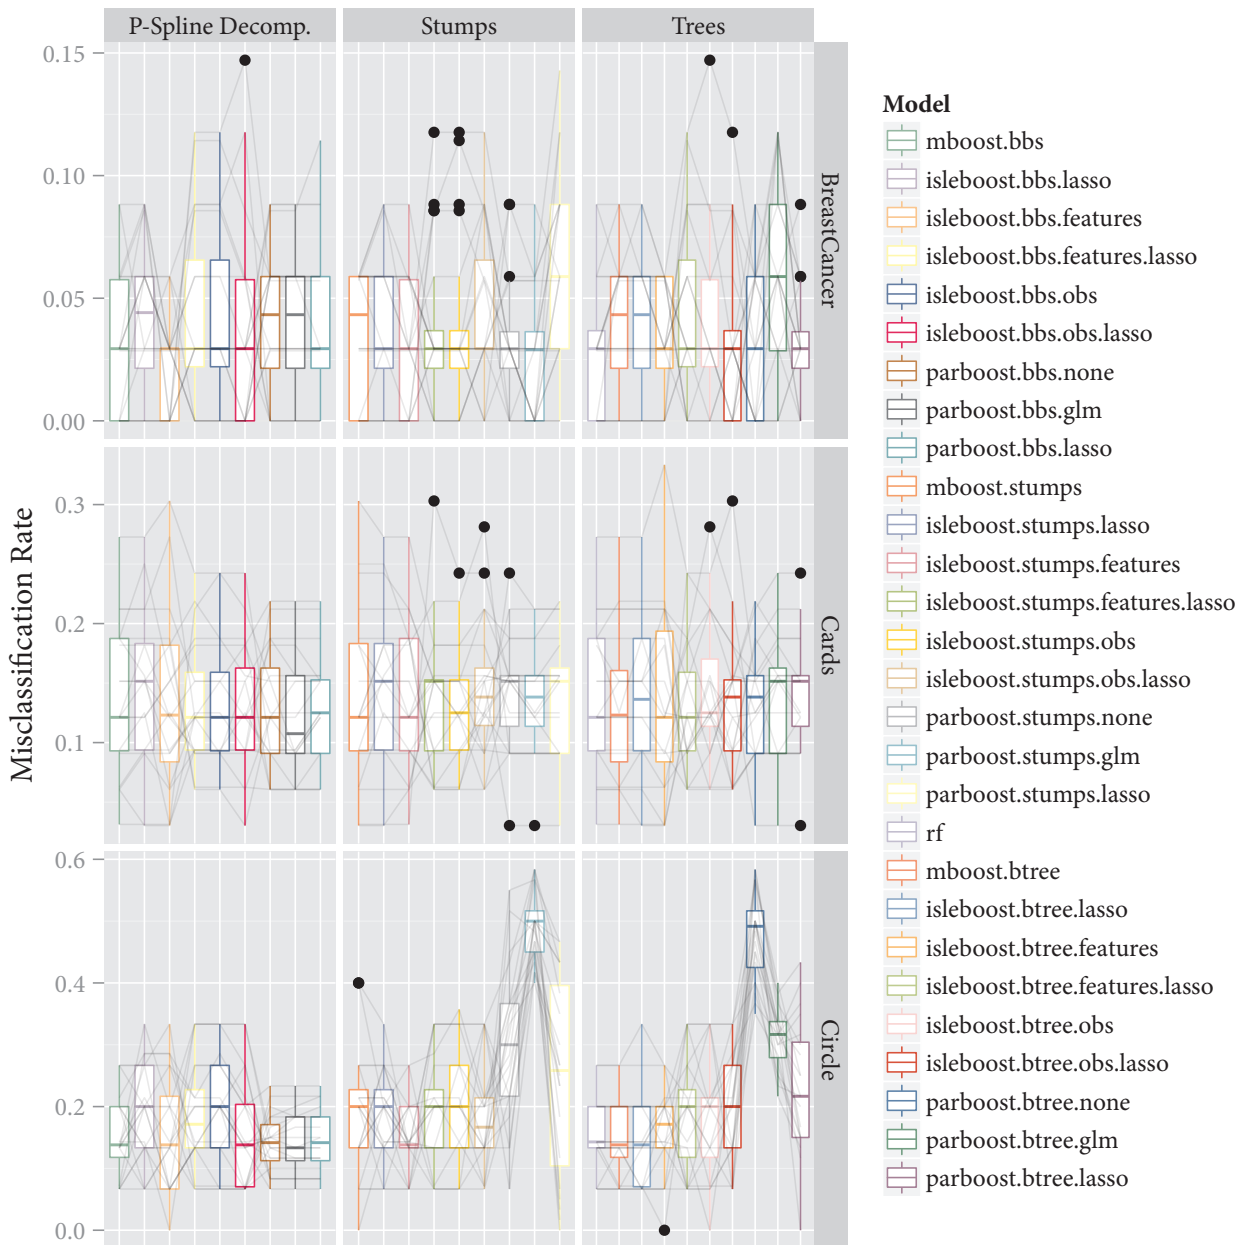 P-Spline Decomp.
Stumps
Trees
Misclassification Rate
0.15
0.10
0.05
0.00
BreastCancer
0.3
0.2
0.1
Cards
0.6
0.4
0.2
0.0
Circle
Model
mboost.bbs
isleboost.bbs.lasso
isleboost.bbs.features
isleboost.bbs.features.lasso
isleboost.bbs.obs
isleboost.bbs.obs.lasso
parboost.bbs.none
parboost.bbs.glm
parboost.bbs.lasso
mboost.stumps
isleboost.stumps.lasso
isleboost.stumps.features
isleboost.stumps.features.lasso
isleboost.stumps.obs
isleboost.stumps.obs.lasso
parboost.stumps.none
parboost.stumps.glm
parboost.stumps.lasso
rf
mboost.btree
isleboost.btree.lasso
isleboost.btree.features
isleboost.btree.features.lasso
isleboost.btree.obs
isleboost.btree.obs.lasso
parboost.btree.none
parboost.btree.glm
parboost.btree.lasso